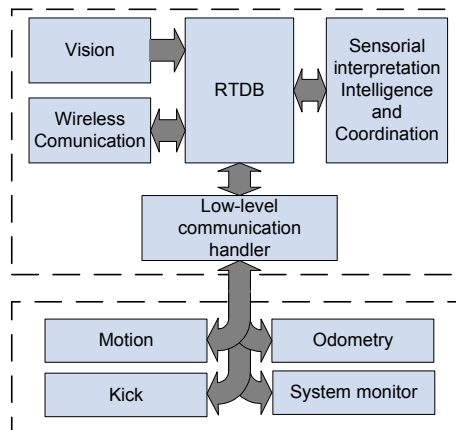 Vision
Wireless
Comunication
RTDB
Sensorial
interpretation
Intelligence
and
Coordination
Low-level
communication
handler
Motion
Odometry
Kick
System monitor